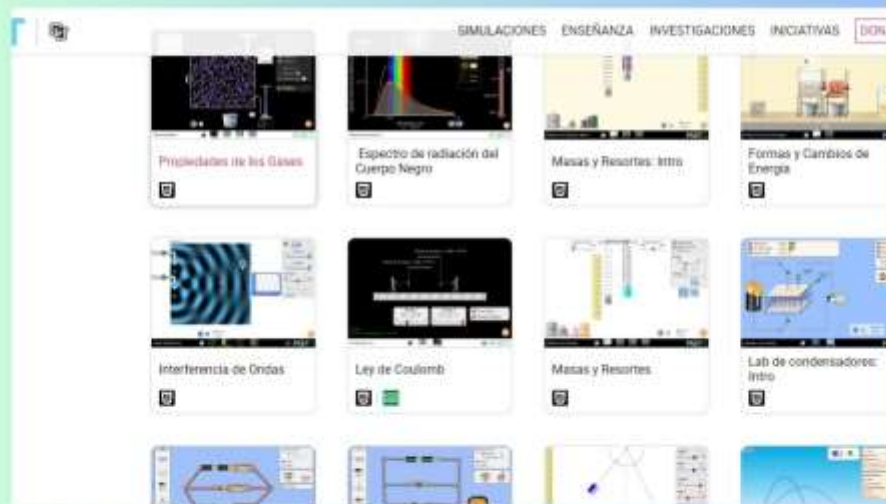 SIMULACIONES ENSEÑANZA INVESTIGACIONES INICIATIVAS DON
Propiedades de los Gases
Espectro de radiación del
Cuerpo Negro
Masas y Resortes: Intro
Formas y Cambios de
Energía
Interferencia de Ondas
Ley de Coulomb
Masas y Resortes
Lab de condensadores:
Intro